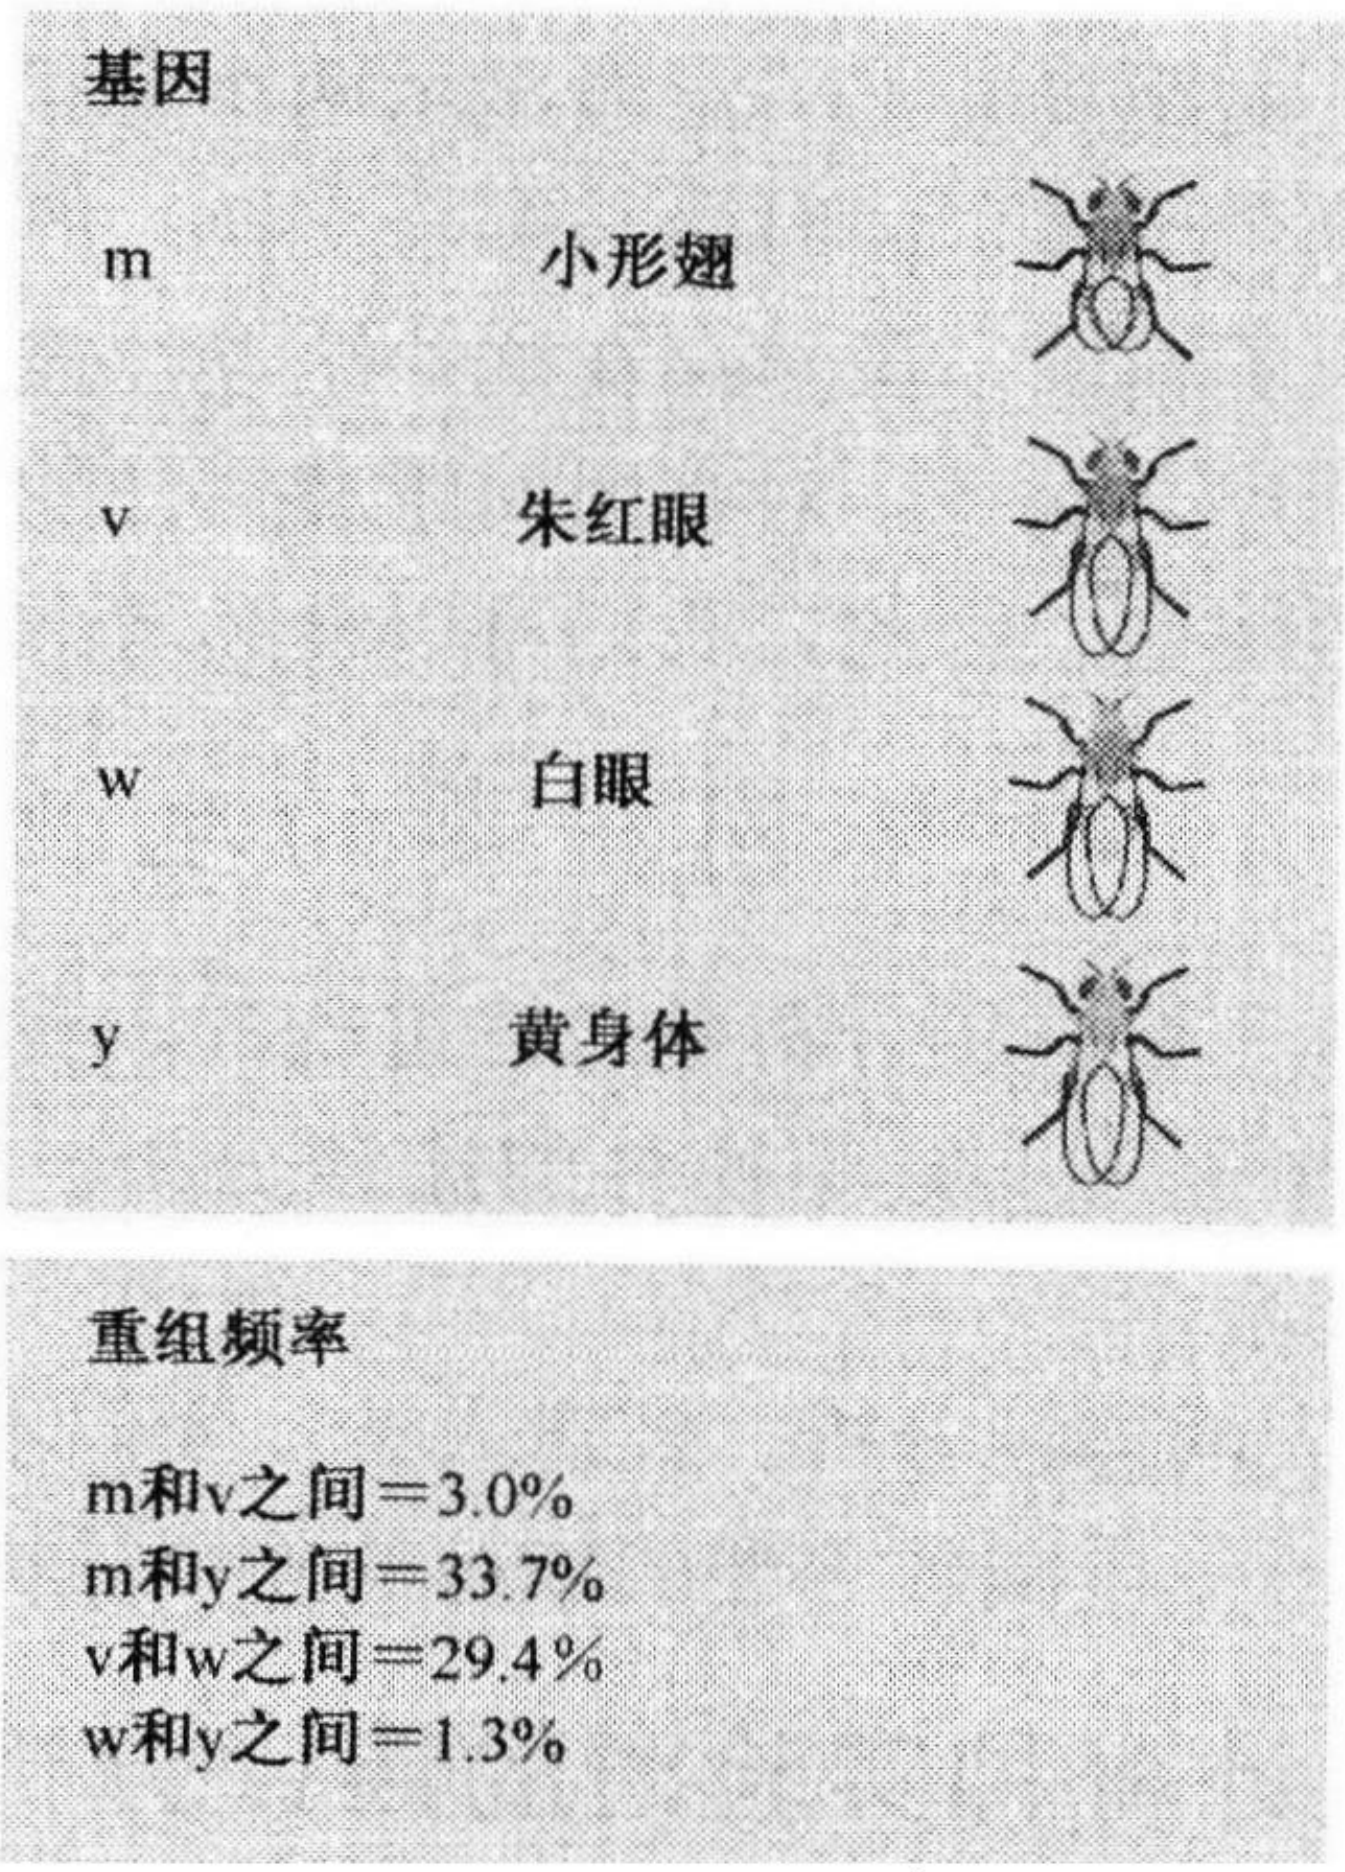 基因
m 小形翅
v 朱红眼
w 白眼
y 黄身体
重组频率
m和v之间=3.0%
m和y之间=33.7%
v和w之间=29.4%
w和y之间=1.3%